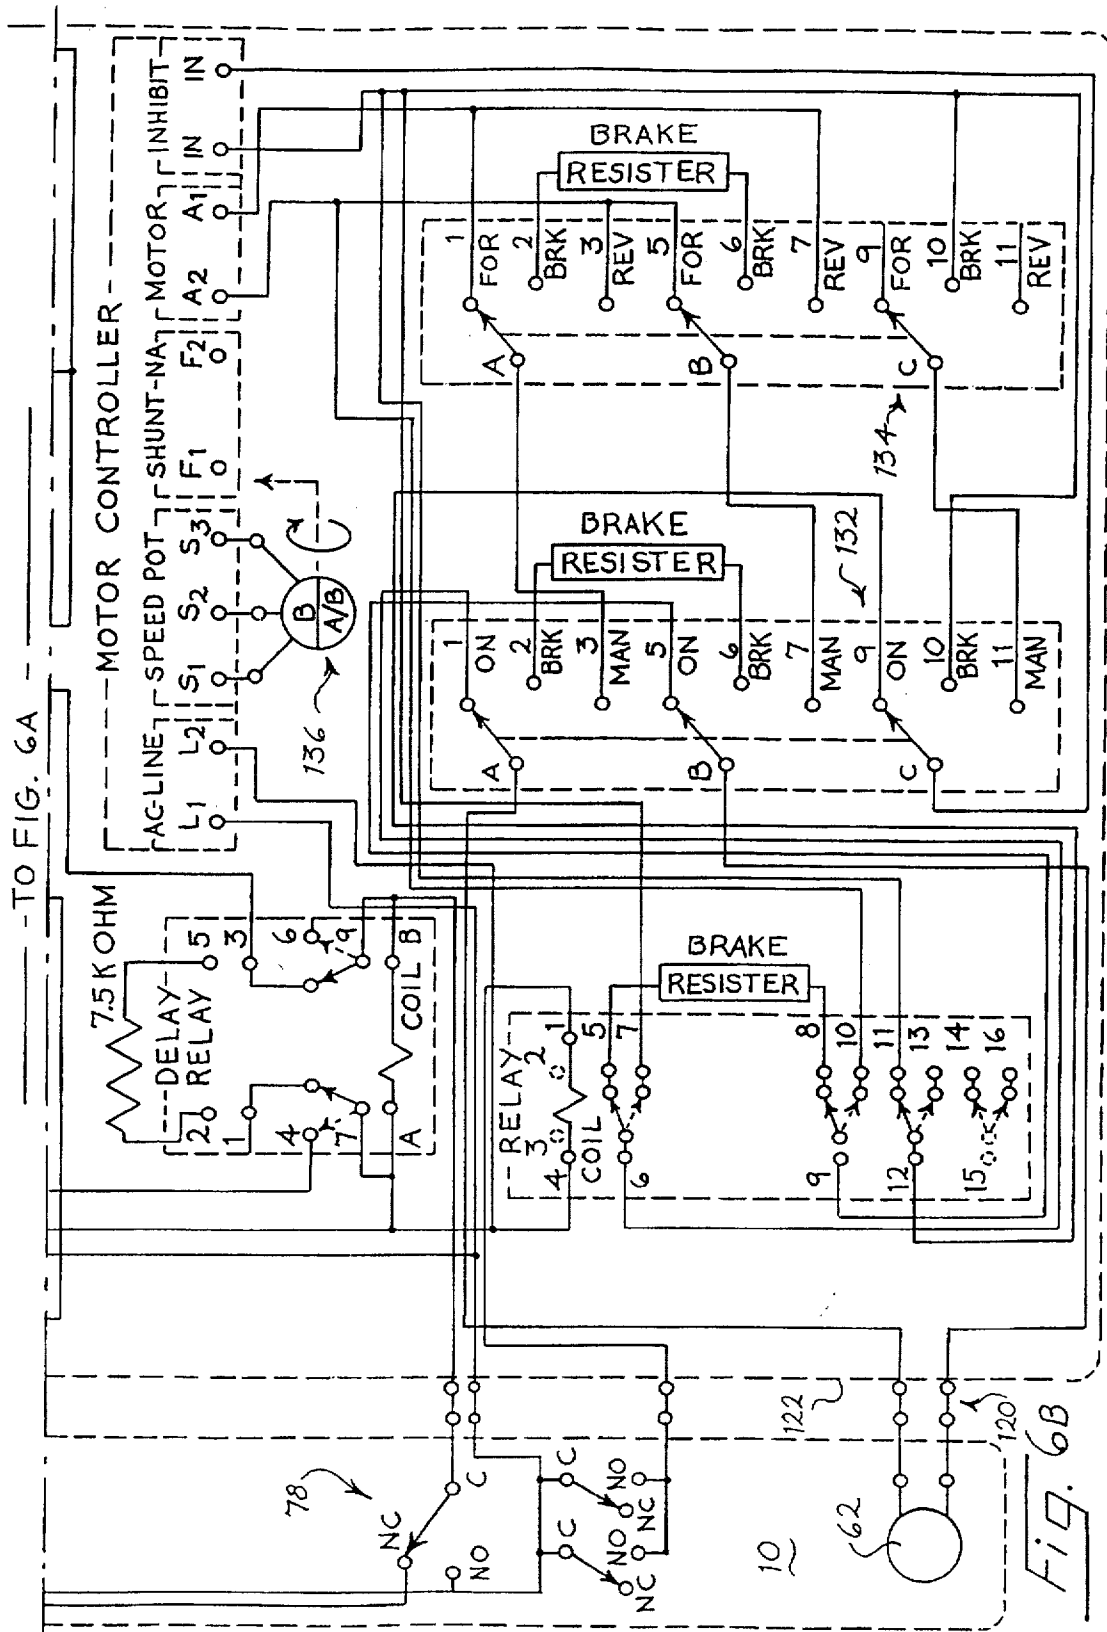 TO FIG. 6A
MOTOR CONTROLLER
AC-LINE SPEED POT SHUNT-NA MOTOR INHIBIT
L1 L2 S1 S2 S3 F1 F2 A2 A1 IN IN
7.5K OHM
DELAY
RELAY
2 5
1 3
4 6
7 9
A COIL B
B
A/B
136
RELAY
COIL
4 3 2 1
5
7
6
8
10
9
11
13
12
14
16
15
BRAKE
RESISTER
A
1
ON
2
BRK
3
MAN
B
5
ON
6
BRK
7
MAN
C
9
ON
10
BRK
11
MAN
132
BRAKE
RESISTER
A
1
FOR
2
BRK
3
REV
B
5
FOR
6
BRK
7
REV
C
9
FOR
10
BRK
11
REV
134
BRAKE
RESISTER
78
NC
NO
C
C
NO
NC
C
NO
NC
10
62
122
120
Fig. 6B